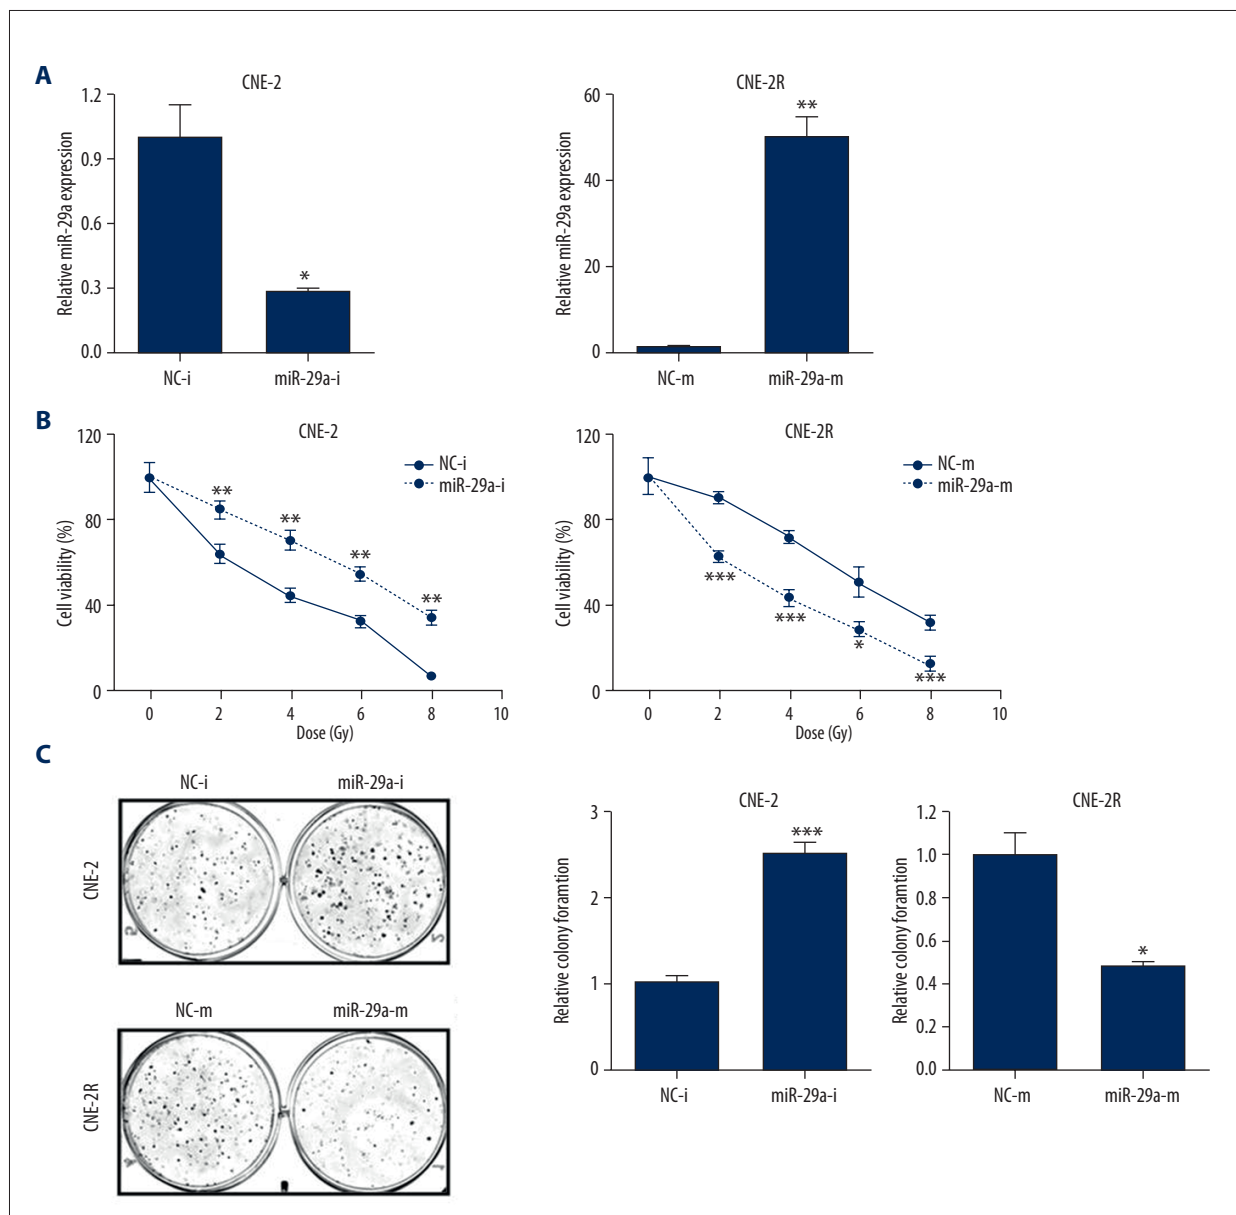 A
CNE-2
Relative miR-29a expression
1.2
0.9
0.6
0.3
0.0
*
NC-i
miR-29a-i
CNE-2R
Relative miR-29a expression
60
40
20
0
**
NC-m
miR-29a-m
B
CNE-2
Cell viability (%)
120
80
40
0
NC-i
miR-29a-i
**
**
**
**
0 2 4 6 8 10
Dose (Gy)
CNE-2R
Cell viability (%)
120
80
40
0
NC-m
miR-29a-m
***
***
*
***
0 2 4 6 8 10
Dose (Gy)
C
NC-i miR-29a-i
CNE-2
NC-m miR-29a-m
CNE-2R
CNE-2
Relative colony foramtion
3
2
1
0
***
NC-i
miR-29a-i
CNE-2R
Relative colony foramtion
1.2
1.0
0.8
0.6
0.4
0.2
0.0
*
NC-m
miR-29a-m